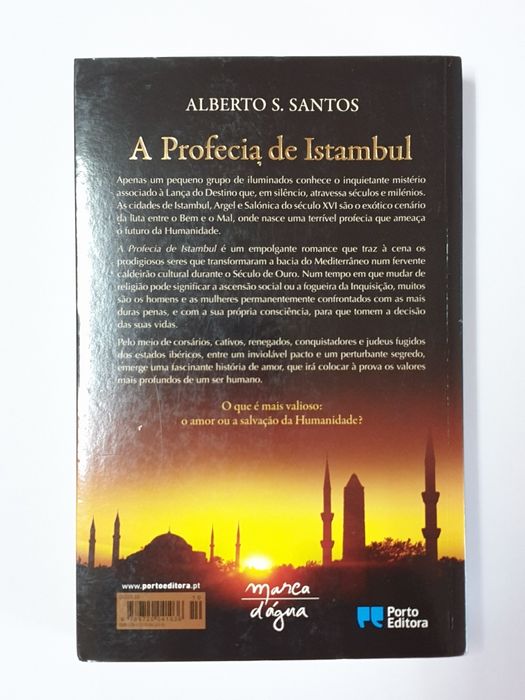 ALBERTO S. SANTOS
A Profecia de Istambul
Apenas um pequeno grupo de iluminados conhece o inquietante mistério
associado à Lança do Destino que, em silêncio, atravessa séculos e milénios.
As cidades de Istambul, Argel e Salónica do século XVI são o exótico cenário
da luta entre o Bem e o Mal, onde nasce uma terrível profecia que ameaça
o futuro da Humanidade.
A Profecia de Istambul é um empolgante romance que traz à cena os
prodigiosos seres que transformaram a bacia do Mediterrâneo num fervente
caldeirão cultural durante o Século de Ouro. Num tempo em que mudar de
religião pode significar a ascensão social ou a fogueira da Inquisição, muitos
são os homens e as mulheres permanentemente confrontados com as mais
duras penas, e com a sua própria consciência, para que tomem a decisão
das suas vidas.
Pelo meio de corsários, cativos, renegados, conquistadores e judeus fugidos
dos estados ibéricos, entre um inviolável pacto e um perturbante segredo,
emerge uma fascinante história de amor, que irá colocar à prova os valores
mais profundos de um ser humano.
O que é mais valioso:
o amor ou a salvação da Humanidade?
www.portoeditora.pt
marca
d'água
Porto
Editora